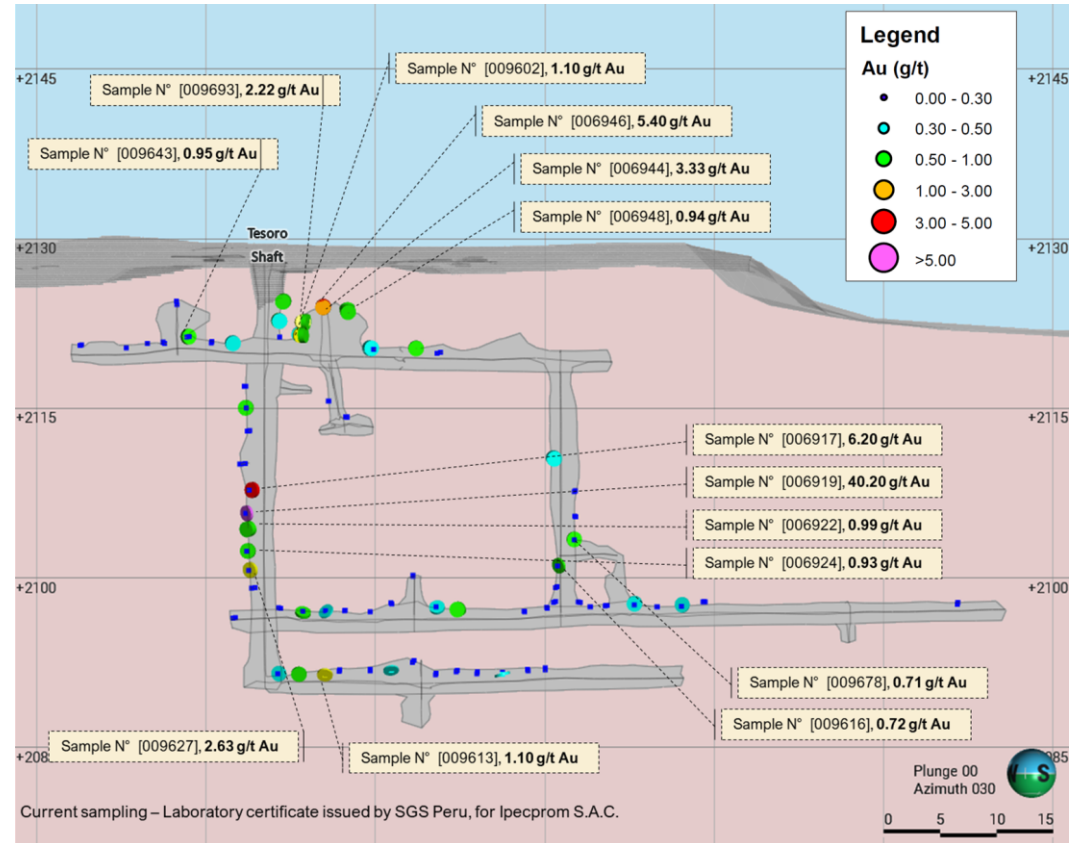 Legend
Au (g/t)
0.00 - 0.30
0.30 - 0.50
0.50 - 1.00
1.00 - 3.00
3.00 - 5.00
>5.00
+2145
+2145
Sample N° [009602], 1.10 g/t Au
Sample N° [009693], 2.22 g/t Au
Sample N° [006946], 5.40 g/t Au
Sample N° [009643], 0.95 g/t Au
Sample N° [006944], 3.33 g/t Au
Sample N° [006948], 0.94 g/t Au
+2130
+2130
Tesoro
Shaft
+2115
+2115
Sample N° [006917], 6.20 g/t Au
Sample N° [006919], 40.20 g/t Au
Sample N° [006922], 0.99 g/t Au
Sample N° [006924], 0.93 g/t Au
+2100
+2100
Sample N° [009678], 0.71 g/t Au
Sample N° [009616], 0.72 g/t Au
Sample N° [009627], 2.63 g/t Au
Sample N° [009613], 1.10 g/t Au
+208
85
Plunge 00
Azimuth 030
S
Current sampling – Laboratory certificate issued by SGS Peru, for Ipecprom S.A.C.
0 5 10 15